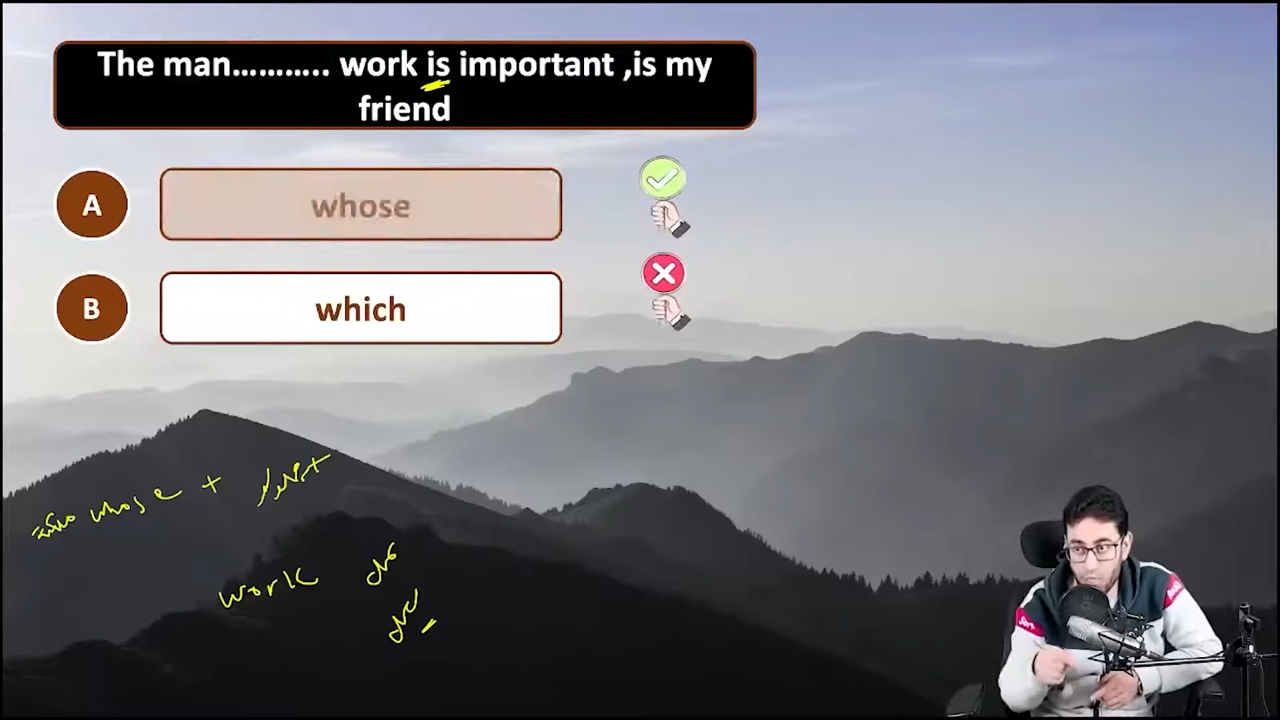 The man……….. work is important ,is my
friend
A
whose
B
which
whose +
work